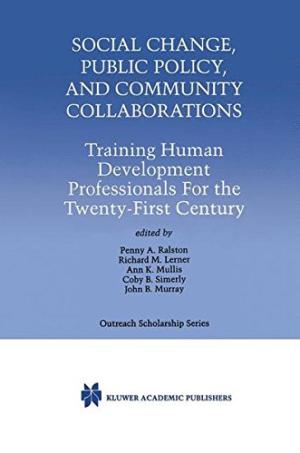 SOCIAL CHANGE,
PUBLIC POLICY,
AND COMMUNITY
COLLABORATIONS
Training Human
Development
Professionals For the
Twenty-First Century
edited by
Penny A. Ralston
Richard M. Lerner
Ann K. Mullis
Coby B. Simerly
John B. Murray
Outreach Scholarship Series
KLUWER ACADEMIC PUBLISHERS